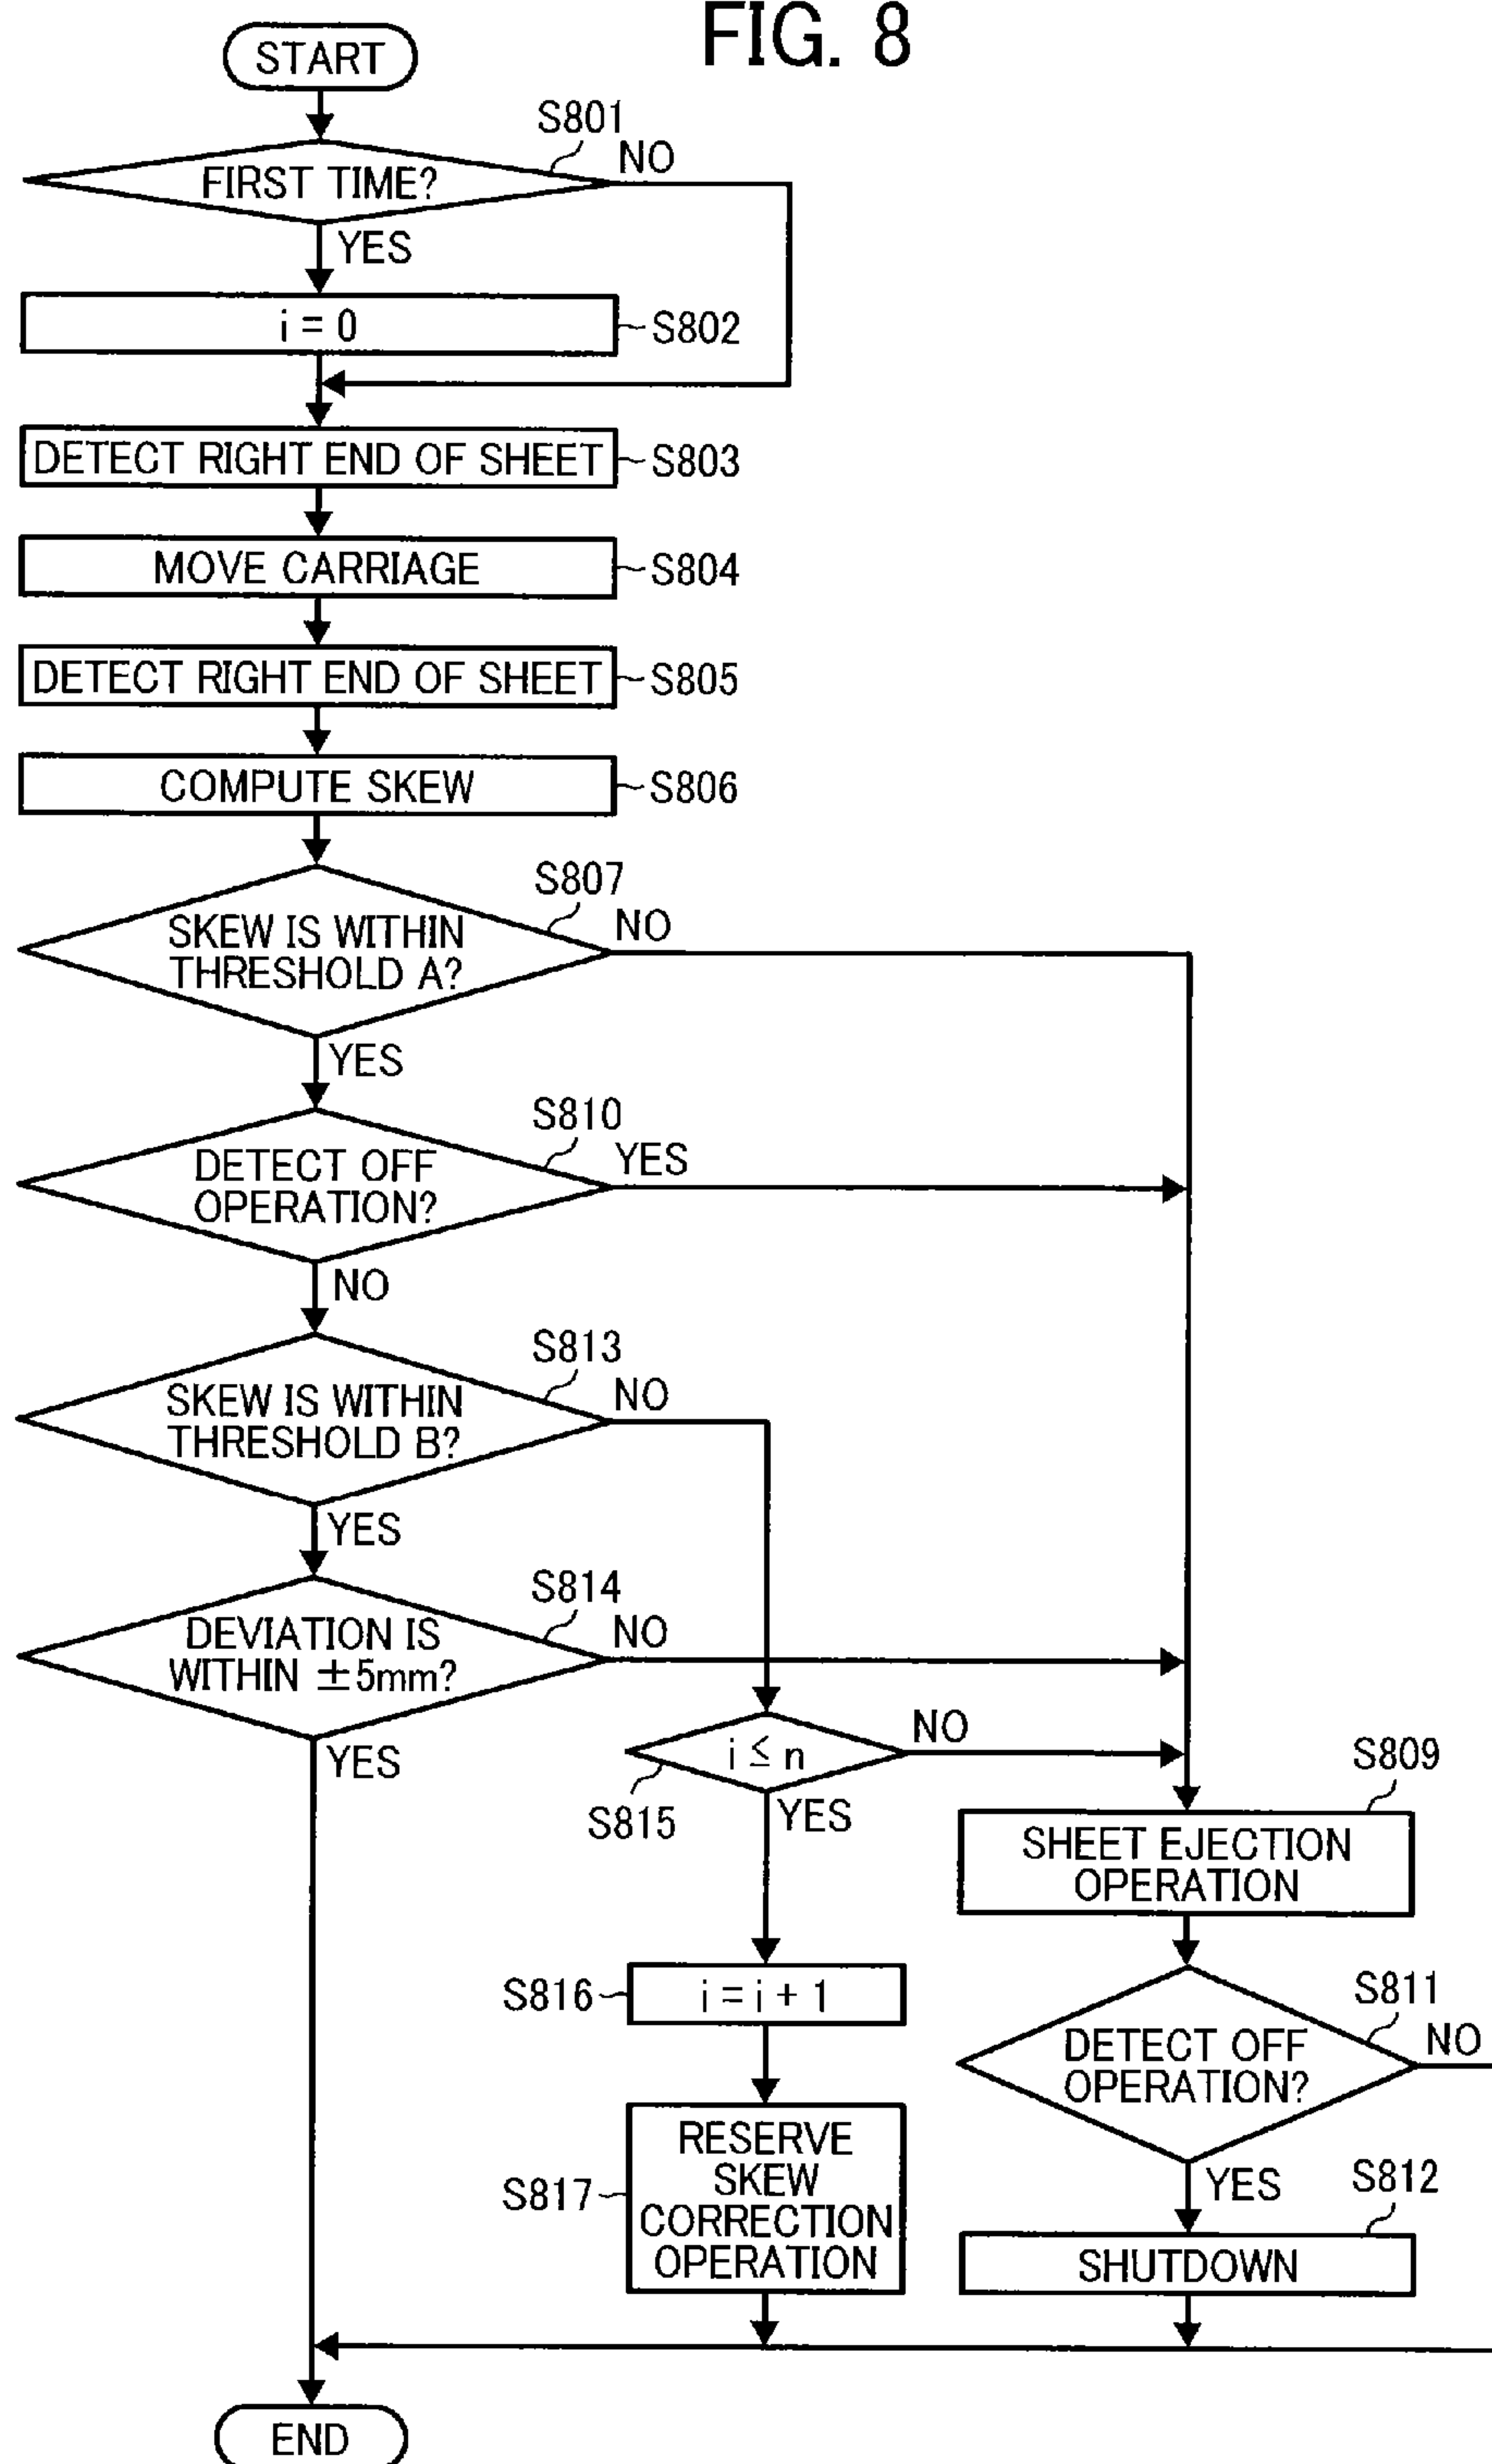 FIG. 8
START
S801
FIRST TIME?
NO
YES
i = 0
S802
DETECT RIGHT END OF SHEET
S803
MOVE CARRIAGE
S804
DETECT RIGHT END OF SHEET
S805
COMPUTE SKEW
S806
S807
SKEW IS WITHIN
THRESHOLD A?
NO
YES
S810
DETECT OFF
OPERATION?
YES
NO
S813
SKEW IS WITHIN
THRESHOLD B?
NO
YES
S814
DEVIATION IS
WITHIN ±5mm?
NO
YES
i ≤ n
NO
S815
YES
S809
SHEET EJECTION
OPERATION
S816
i = i + 1
S811
DETECT OFF
OPERATION?
NO
YES
S817
RESERVE
SKEW
CORRECTION
OPERATION
S812
SHUTDOWN
END